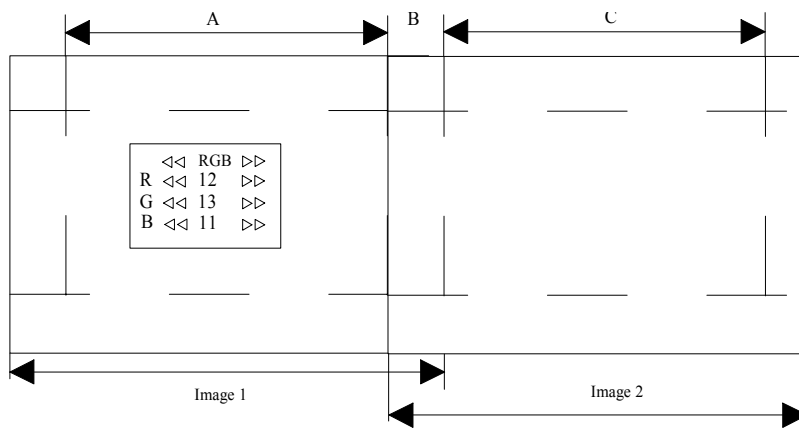 A B C
◁◁ RGB ▷▷
R ◁◁ 12 ▷▷
G ◁◁ 13 ▷▷
B ◁◁ 11 ▷▷
Image 1
Image 2